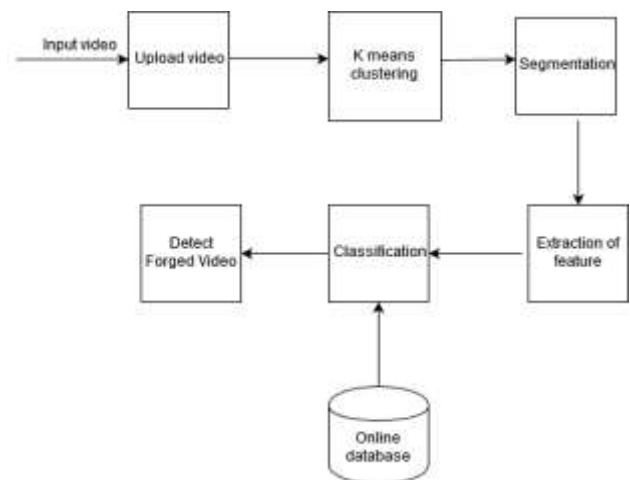 Input video
Upload video
K means
clustering
Segmentation
Extraction of
feature
Classification
Detect
Forged Video
Online
database